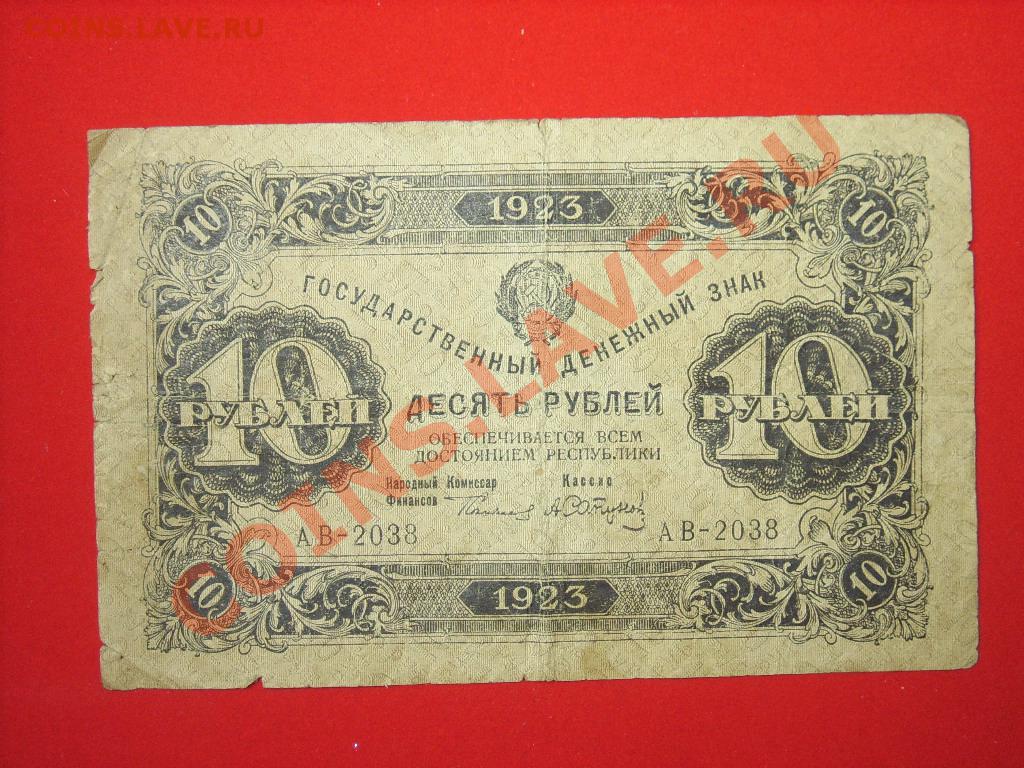 COINS.LAVE.RU
1923
10 10
ГОСУДАРСТВЕННЫЙ ДЕНЕЖНЫЙ ЗНАК
10 10
РУБЛЕЙ РУБЛЕЙ
ДЕСЯТЬ РУБЛЕЙ
ОБЕСПЕЧИВАЕТСЯ ВСЕМ
ДОСТОЯНИЕМ РЕСПУБЛИКИ
Народный Комиссар
Финансов
Кассир
АВ-2038 АВ-2038
10 10
1923
COINS.LAVE.RU